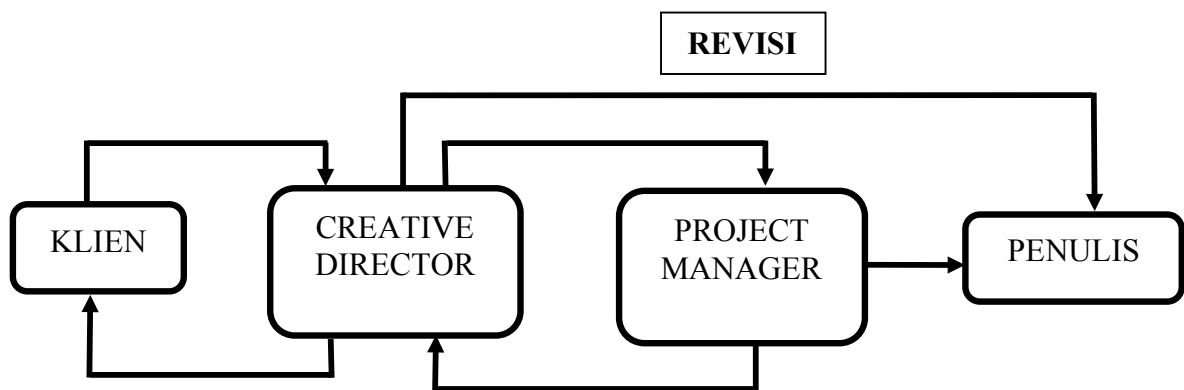 REVISI
KLIEN
CREATIVE
DIRECTOR
PROJECT
MANAGER
PENULIS